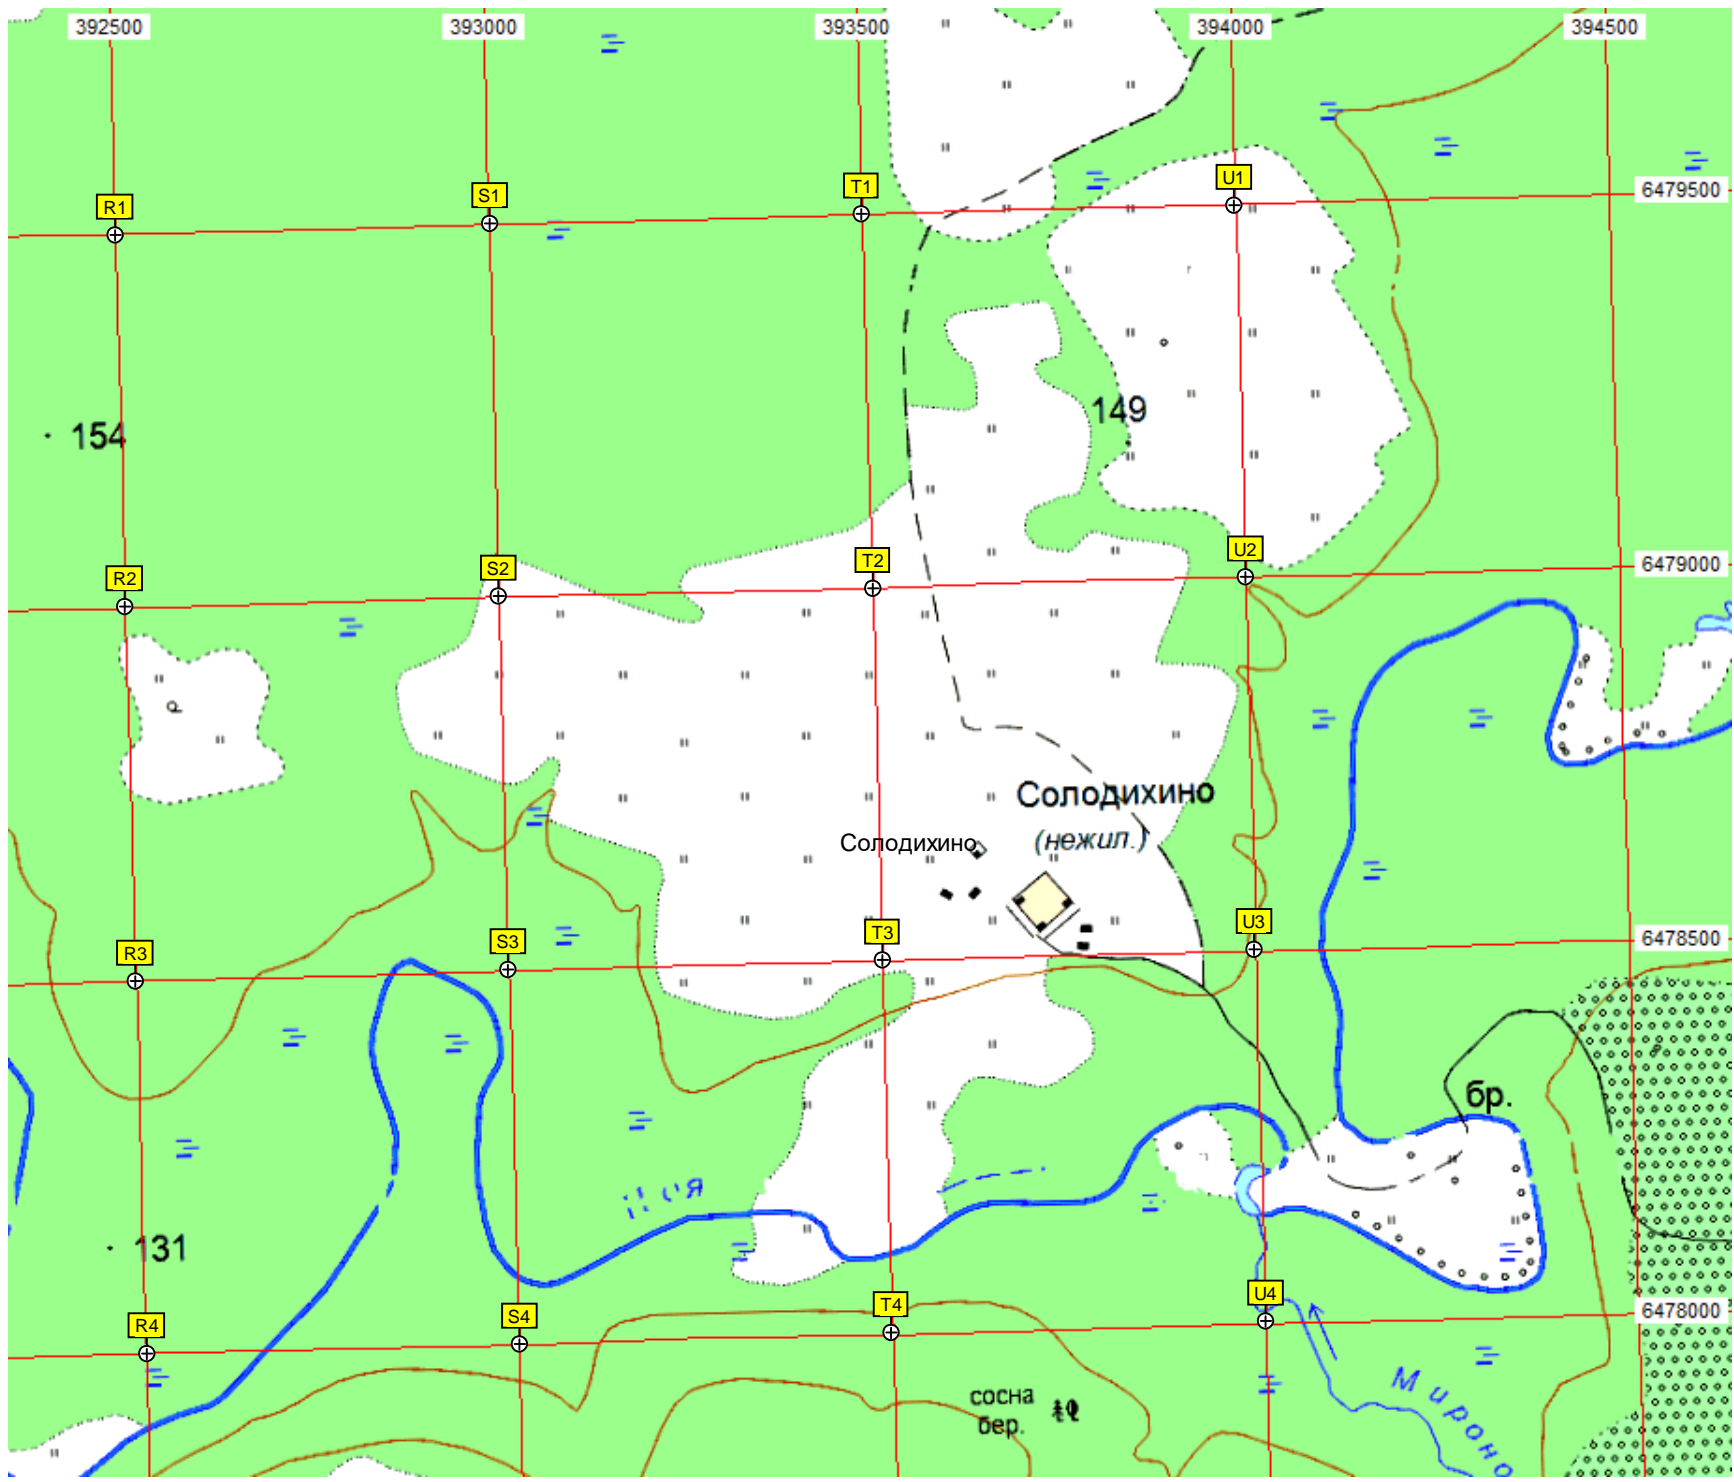 392500 393000 393500 394000 394500
R1 S1 T1 U1 6479500
154 149
R2 S2 T2 U2 6479000
Солодихино
(нежил.)
Солодихино
R3 S3 T3 U3 6478500
бр.
131
R4 S4 T4 U4 6478000
сосна
бер.
Мироно